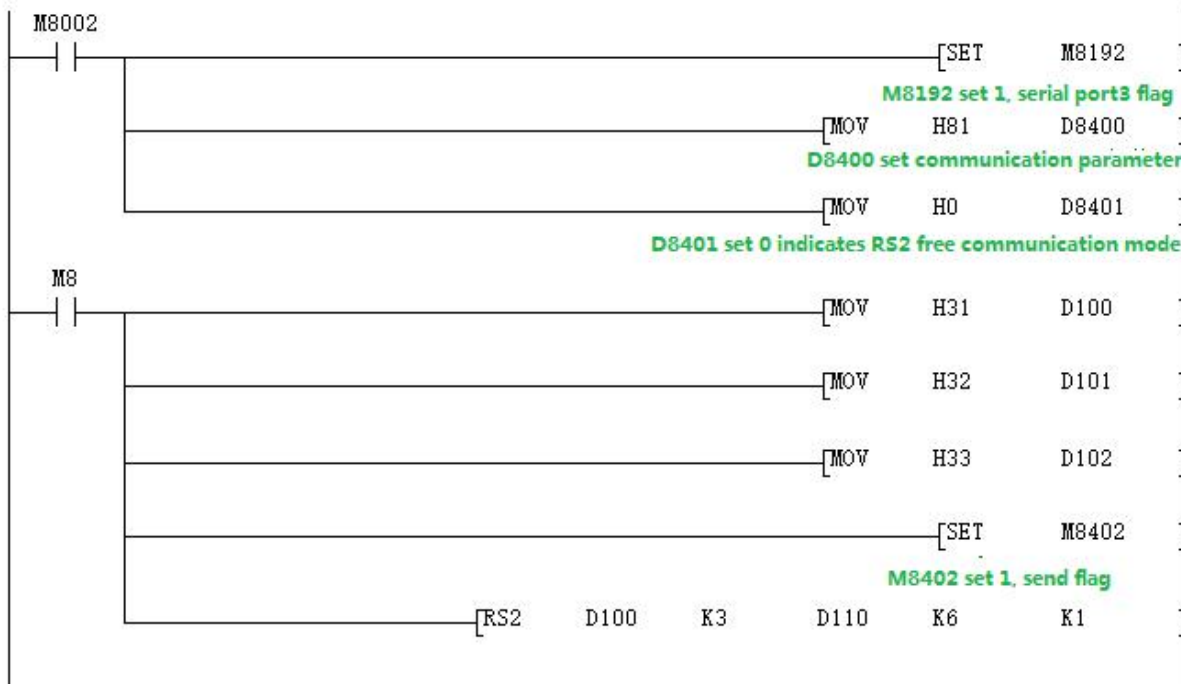 M8002
[SET M8192 ]
M8192 set 1, serial port3 flag
[MOV H81 D8400 ]
D8400 set communication parameter
[MOV H0 D8401 ]
D8401 set 0 indicates RS2 free communication mode
M8
[MOV H31 D100 ]
[MOV H32 D101 ]
[MOV H33 D102 ]
[SET M8402 ]
M8402 set 1, send flag
[RS2 D100 K3 D110 K6 K1 ]